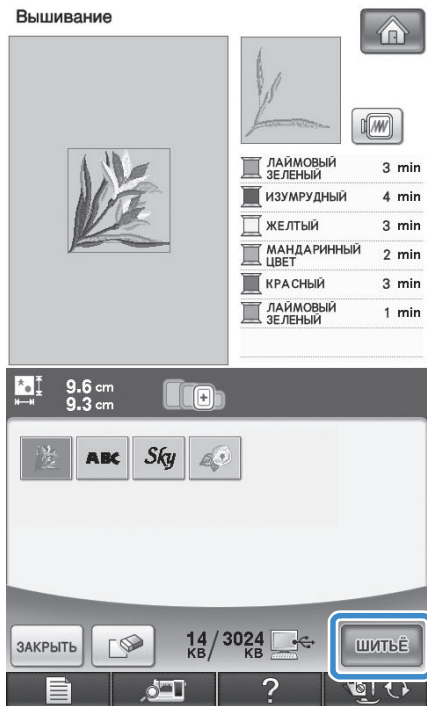 Вышивание
ЛАЙМОВЫЙ ЗЕЛЕНЫЙ 3 min
ИЗУМРУДНЫЙ 4 min
ЖЕЛТЫЙ 3 min
МАНДАРИННЫЙ ЦВЕТ 2 min
КРАСНЫЙ 3 min
ЛАЙМОВЫЙ ЗЕЛЕНЫЙ 1 min
9.6 cm
9.3 cm
ABC Sky
ЗАКРЫТЬ 14 KB / 3024 KB ШИТЬЁ
?